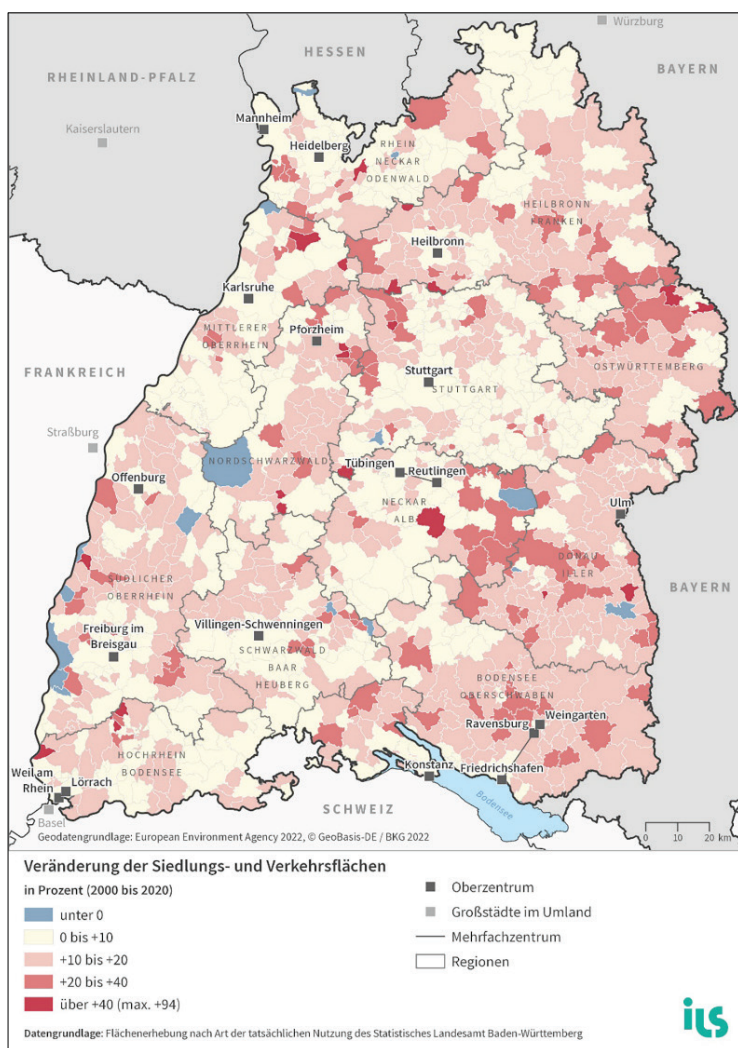 Würzburg
HESSEN
BAYERN
RHEINLAND-PFALZ
Mannheim
Kaiserslautern
Heidelberg
RHEIN
NECKAR
ODENWALD
HEILBRONN
FRANKEN
Heilbronn
Karlsruhe
MITTLERER
OBERRHEIN
Pforzheim
FRANKREICH
Stuttgart
STUTTGART
OSTWÜRTTEMBERG
Straßburg
NORDSCHWARZWALD
Tübingen
Reutlingen
Offenburg
NECKAR
ALB
Ulm
DONAU
ILLER
SÜDLICHER
OBERRHEIN
BAYERN
Villingen-Schwenningen
Freiburg im
Breisgau
SCHWARZWALD
BAAR
HEUBERG
BODENSEE
OBERSCHWABEN
Weingarten
Ravensburg
HOCHRHEIN
BODENSEE
Weil am
Rhein
Lörrach
Konstanz
Friedrichshafen
Basel
SCHWEIZ
Bodensee
0 10 20 km
Geodatengrundlage: European Environment Agency 2022, © GeoBasis-DE / BKG 2022
Veränderung der Siedlungs- und Verkehrsflächen
in Prozent (2000 bis 2020)
unter 0
0 bis +10
+10 bis +20
+20 bis +40
über +40 (max. +94)
Oberzentrum
Großstädte im Umland
Mehrfachzentrum
Regionen
ils
Datengrundlage: Flächenerhebung nach Art der tatsächlichen Nutzung des Statistisches Landesamt Baden-Württemberg